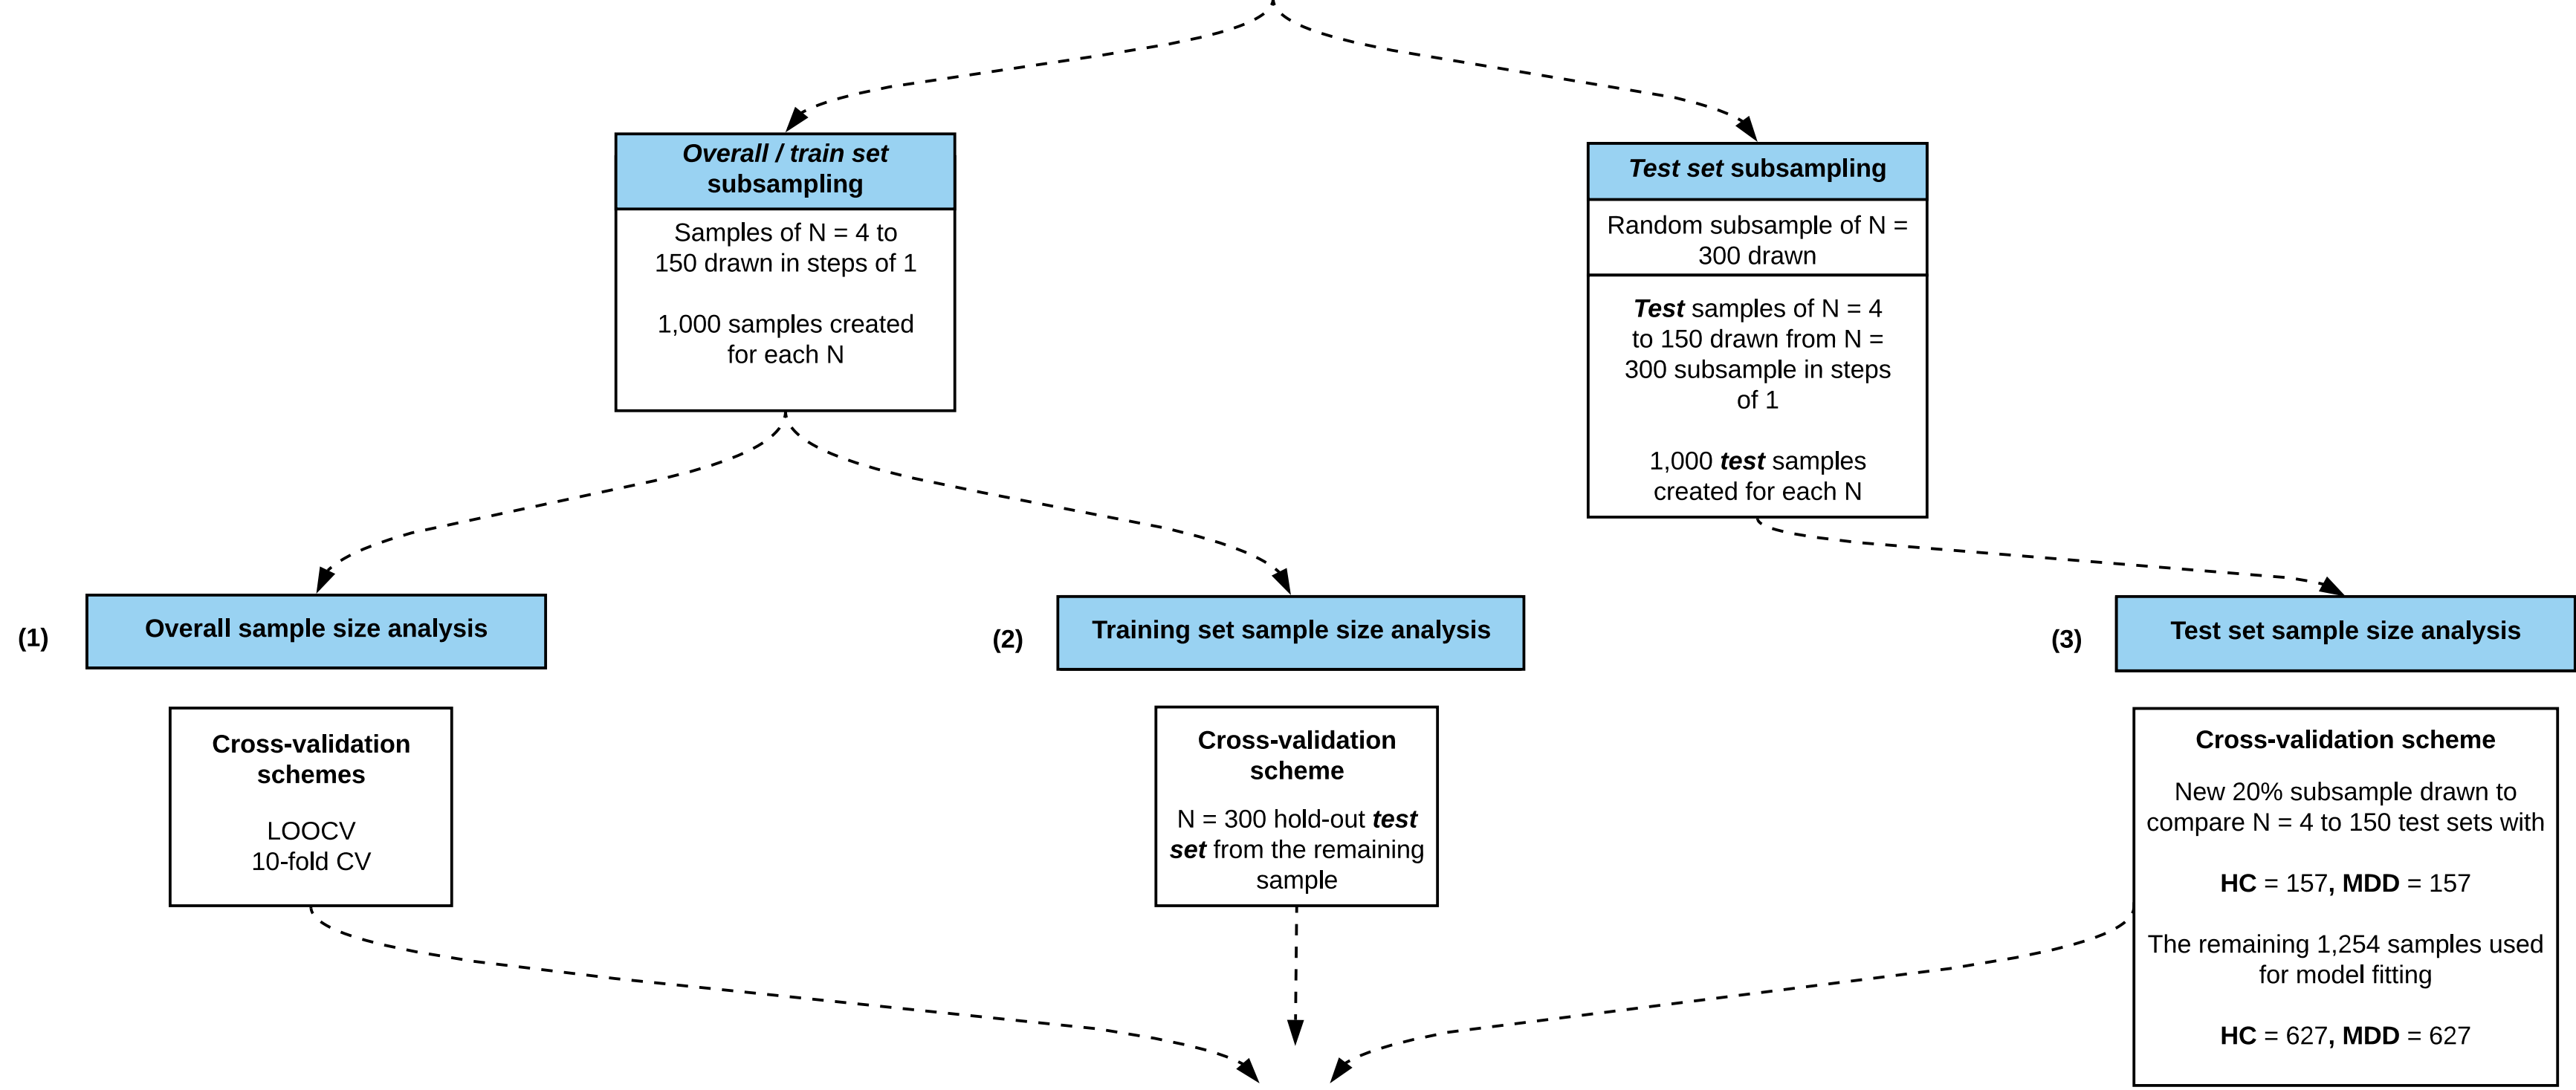 Overall / train set
subsampling
Samples of N = 4 to
150 drawn in steps of 1
1,000 samples created
for each N
Test set subsampling
Random subsample of N =
300 drawn
Test samples of N = 4
to 150 drawn from N =
300 subsample in steps
of 1
1,000 test samples
created for each N
(1)
Overall sample size analysis
Cross-validation
schemes
LOOCV
10-fold CV
(2)
Training set sample size analysis
Cross-validation
scheme
N = 300 hold-out test
set from the remaining
sample
(3)
Test set sample size analysis
Cross-validation scheme
New 20% subsample drawn to
compare N = 4 to 150 test sets with
HC = 157, MDD = 157
The remaining 1,254 samples used
for model fitting
HC = 627, MDD = 627